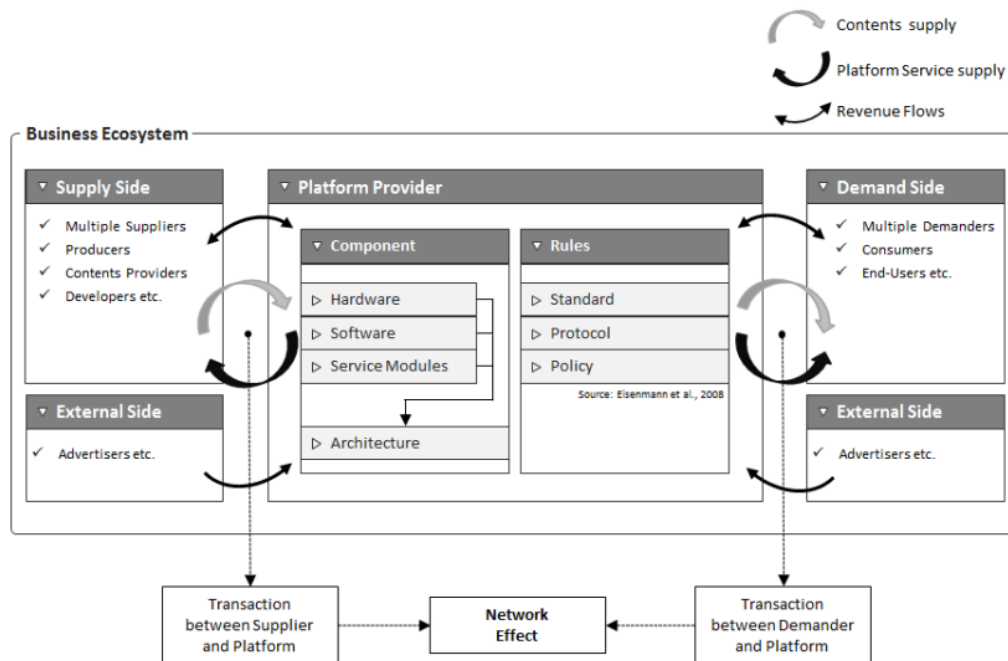 Contents supply
Platform Service supply
Revenue Flows
Business Ecosystem
Supply Side
Multiple Suppliers
Producers
Contents Providers
Developers etc.
External Side
Advertisers etc.
Platform Provider
Component
Hardware
Software
Service Modules
Architecture
Rules
Standard
Protocol
Policy
Source: Eisenmann et al., 2008
Demand Side
Multiple Demanders
Consumers
End-Users etc.
External Side
Advertisers etc.
Transaction
between Supplier
and Platform
Network
Effect
Transaction
between Demander
and Platform